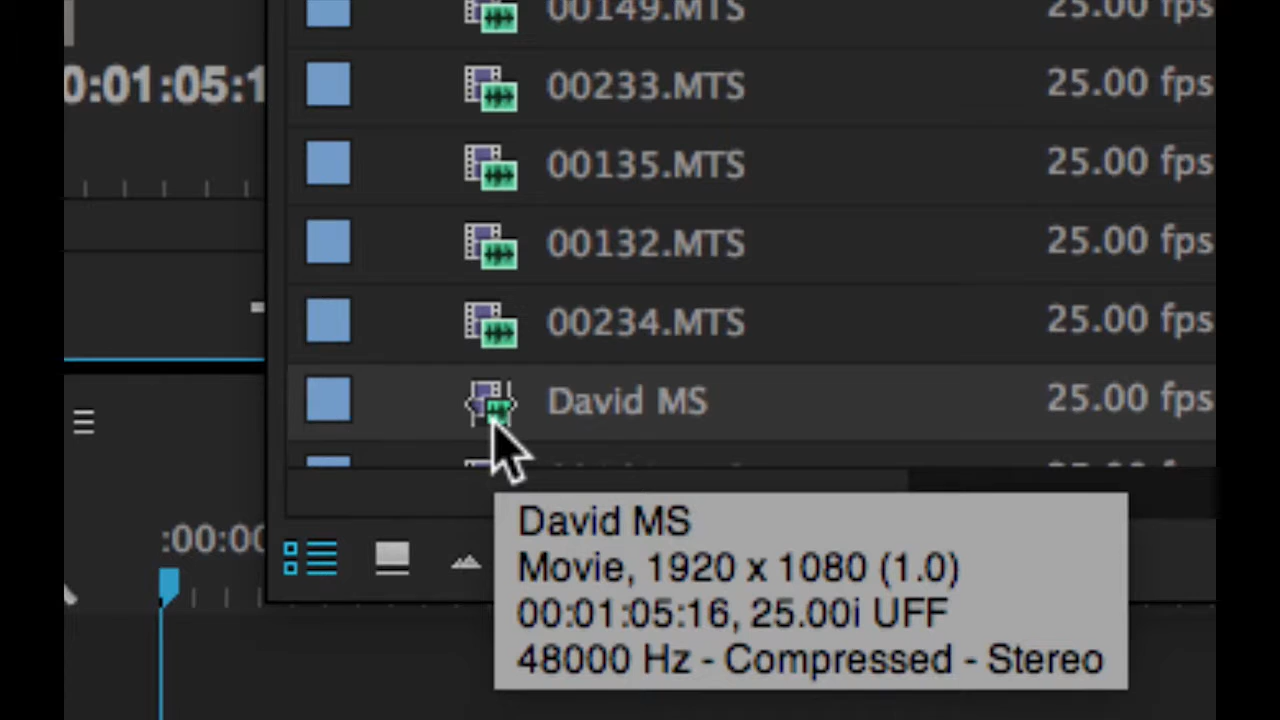 00149.MTS 25.00 fps
0:01:05:1
00233.MTS 25.00 fps
00135.MTS 25.00 fps
00132.MTS 25.00 fps
00234.MTS 25.00 fps
David MS 25.00 fps
:00:00
David MS
Movie, 1920 x 1080 (1.0)
00:01:05:16, 25.00i UFF
48000 Hz - Compressed - Stereo